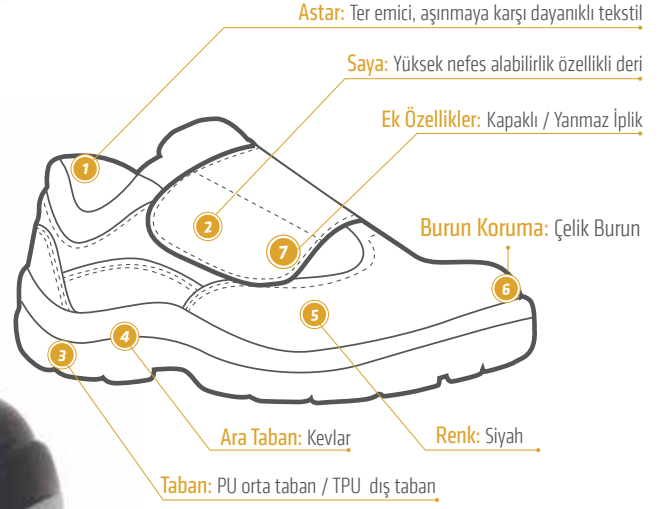 Astar: Ter emici, aşınmaya karşı dayanıklı tekstil
Saya: Yüksek nefes alabilirlik özellikli deri
Ek Özellikler: Kapaklı / Yanmaz İplik
Burun Koruma: Çelik Burun
1
2
7
6
5
4
3
Ara Taban: Kevlar
Renk: Siyah
Taban: PU orta taban / TPU dış taban